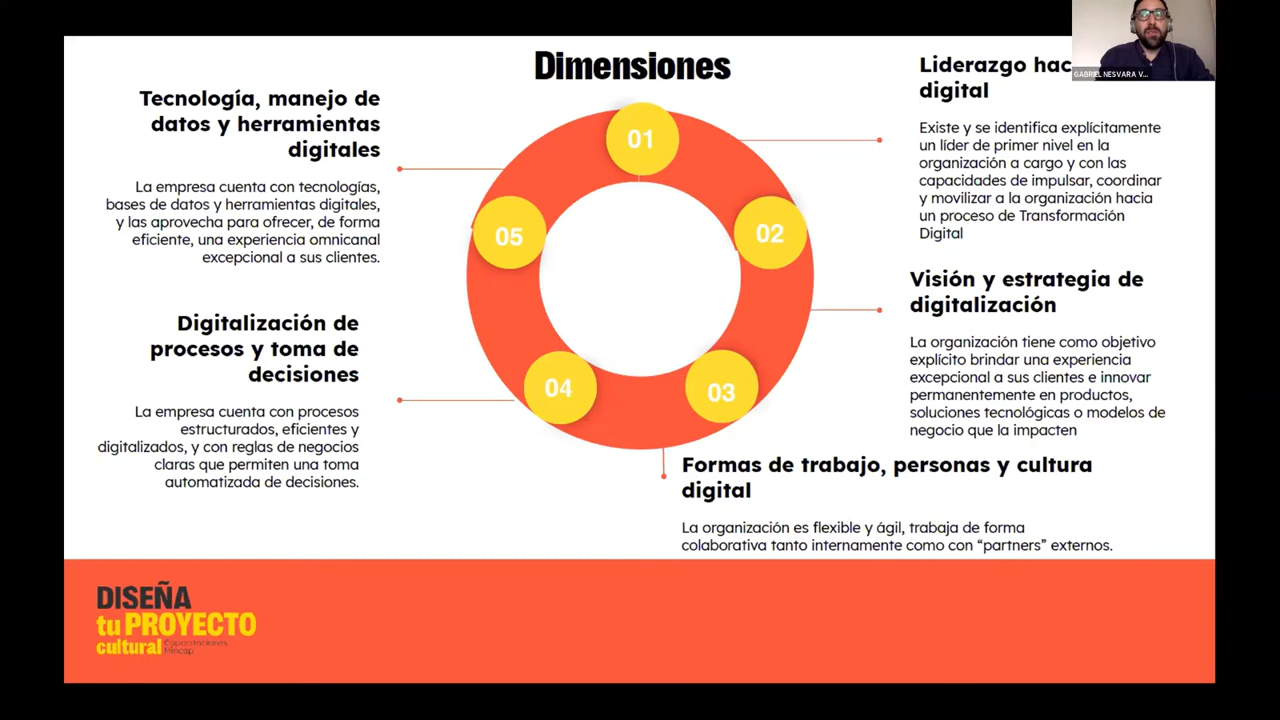 Dimensiones
GABRIEL NESVARA V...
01
02
03
04
05
Liderazgo hac
digital
Existe y se identifica explícitamente
un líder de primer nivel en la
organización a cargo y con las
capacidades de impulsar, coordinar
y movilizar a la organización hacia
un proceso de Transformación
Digital
Visión y estrategia de
digitalización
La organización tiene como objetivo
explícito brindar una experiencia
excepcional a sus clientes e innovar
permanentemente en productos,
soluciones tecnológicas o modelos de
negocio que la impacten
Formas de trabajo, personas y cultura
digital
La organización es flexible y ágil, trabaja de forma
colaborativa tanto internamente como con “partners” externos.
Digitalización de
procesos y toma de
decisiones
La empresa cuenta con procesos
estructurados, eficientes y
digitalizados, y con reglas de negocios
claras que permiten una toma
automatizada de decisiones.
Tecnología, manejo de
datos y herramientas
digitales
La empresa cuenta con tecnologías,
bases de datos y herramientas digitales,
y las aprovecha para ofrecer, de forma
eficiente, una experiencia omnicanal
excepcional a sus clientes.
DISEÑA
tu PROYECTO
cultural
Capacitaciones
Mincap